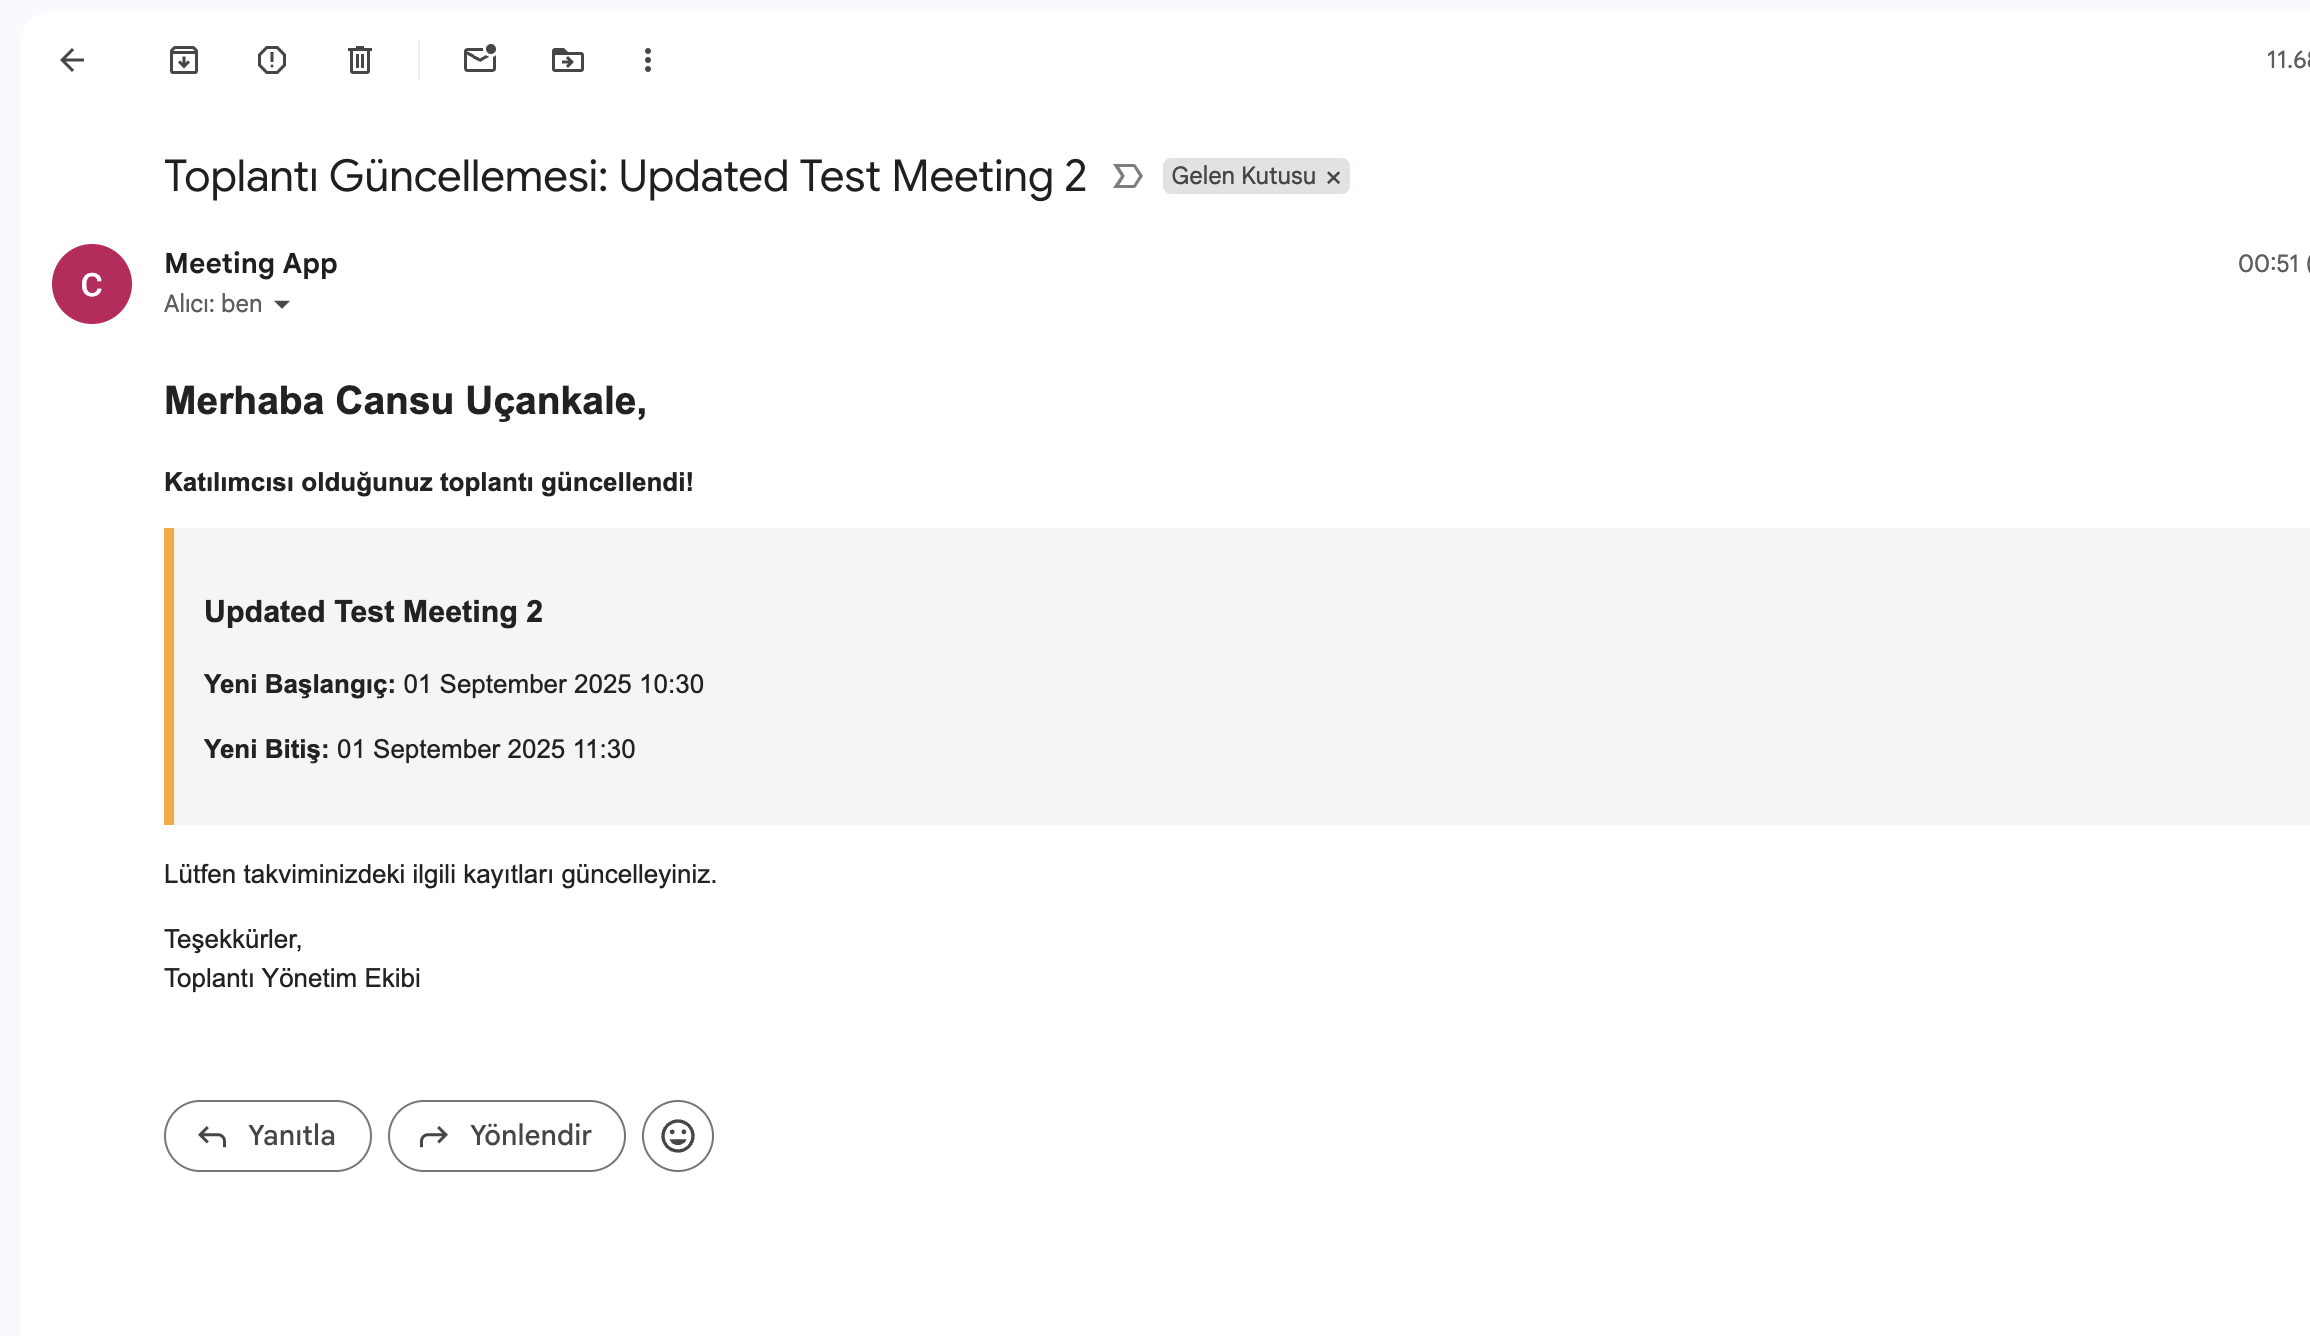 11.6
Toplantı Güncellemesi: Updated Test Meeting 2 Gelen Kutusu ×
C
Meeting App
00:51 (
Alıcı: ben
Merhaba Cansu Uçankale,
Katılımcısı olduğunuz toplantı güncellendi!
Updated Test Meeting 2
Yeni Başlangıç: 01 September 2025 10:30
Yeni Bitiş: 01 September 2025 11:30
Lütfen takviminizdeki ilgili kayıtları güncelleyiniz.
Teşekkürler,
Toplantı Yönetim Ekibi
Yanıtla
Yönlendir